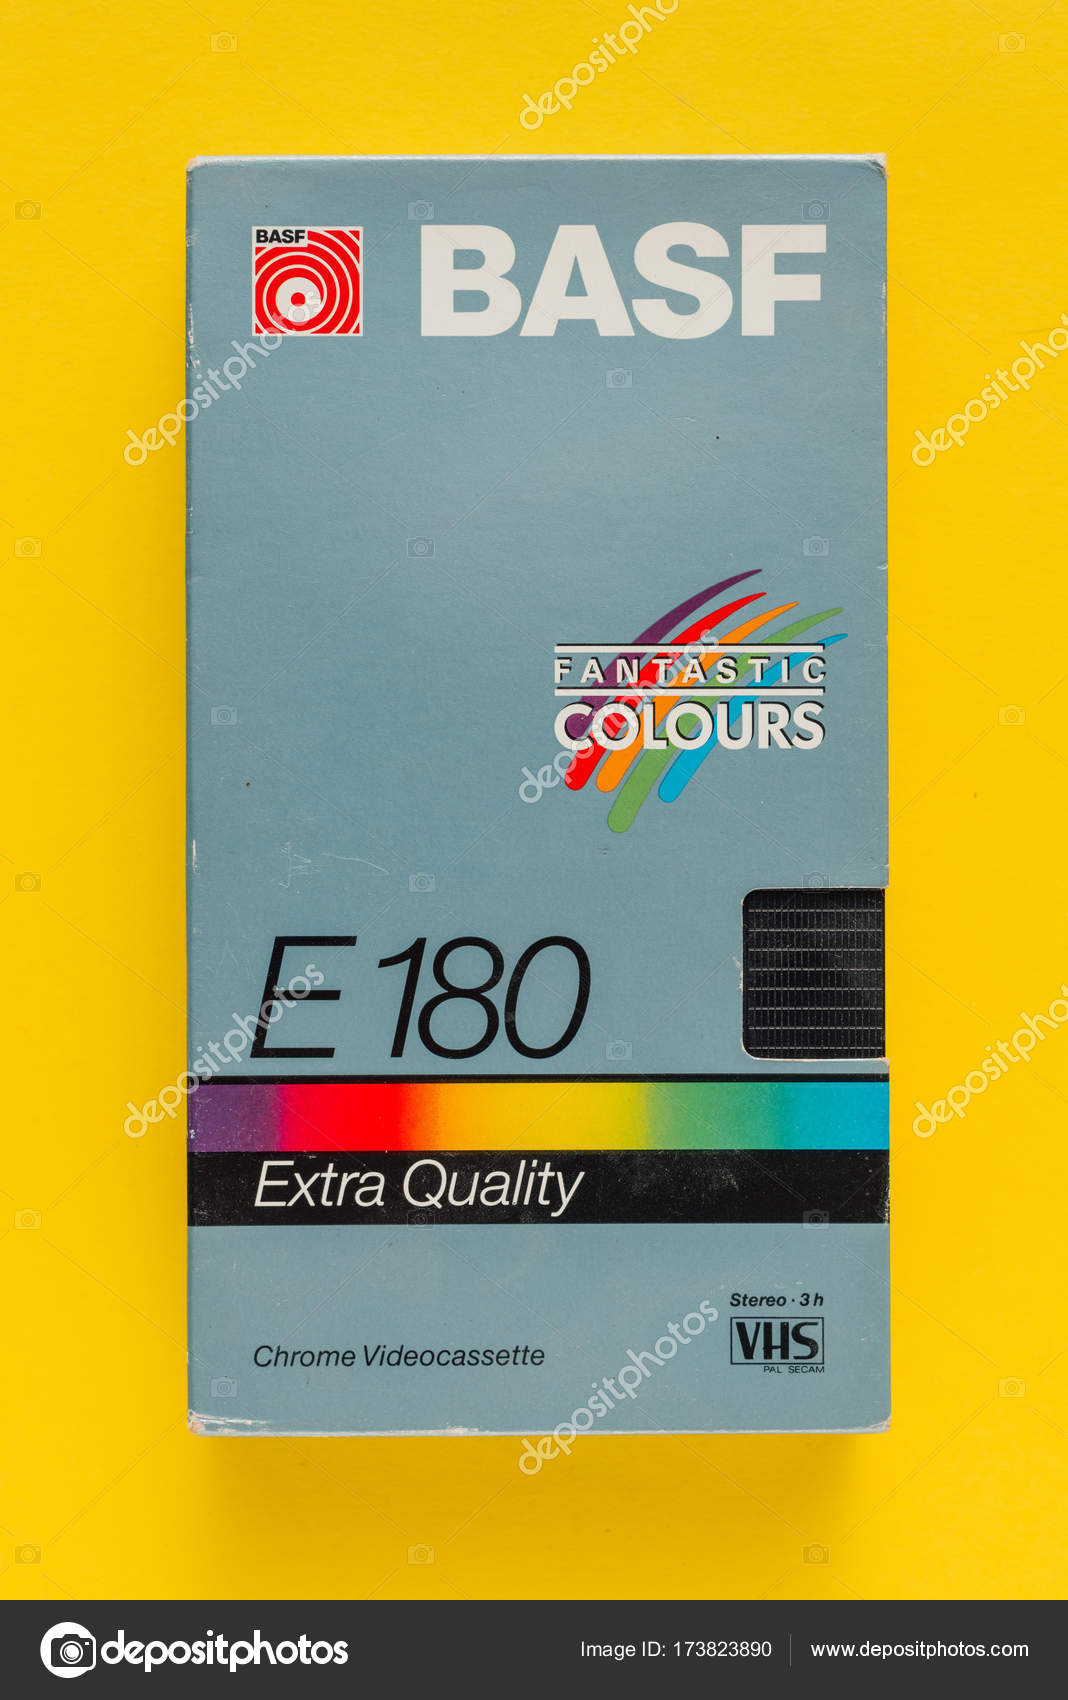 BASF
BASF
FANTASTIC
COLOURS
E 180
Extra Quality
Stereo · 3 h
VHS
PAL SECAM
Chrome Videocassette
depositphotos
depositphotos
depositphotos
depositphotos
depositphotos
depositphotos
depositphotos
depositphotos
Image ID: 173823890
www.depositphotos.com